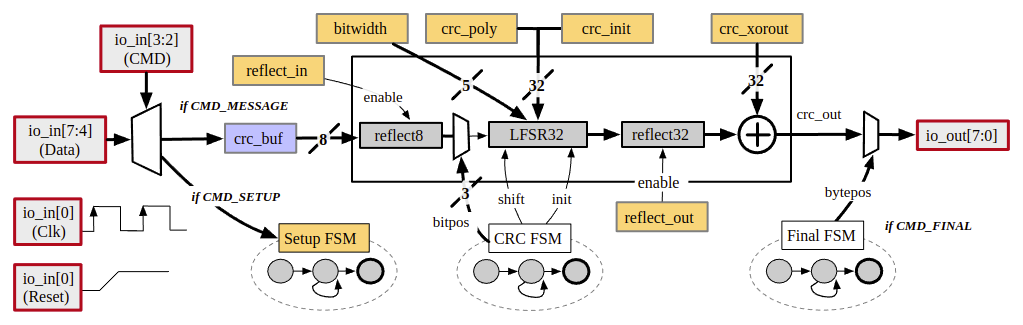 bitwidth
crc_poly
crc_init
crc_xorout
io_in[3:2]
(CMD)
reflect_in
5
32
32
enable
if CMD_MESSAGE
io_in[7:4]
(Data)
crc_buf
8
reflect8
LFSR32
reflect32
crc_out
io_out[7:0]
if CMD_SETUP
3
bitpos
shift
init
enable
bytepos
io_in[0]
(Clk)
reflect_out
if CMD_FINAL
Setup FSM
CRC FSM
Final FSM
io_in[0]
(Reset)